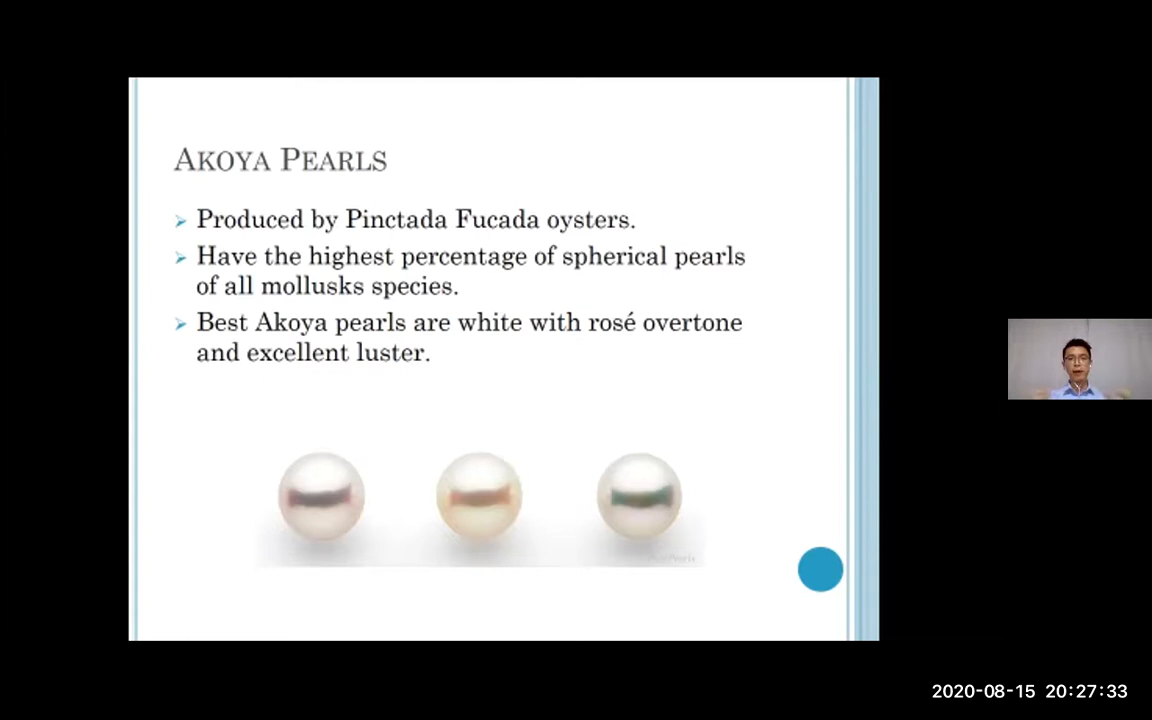 AKOYA PEARLS
Produced by Pinctada Fucada oysters.
Have the highest percentage of spherical pearls
of all mollusks species.
Best Akoya pearls are white with rosé overtone
and excellent luster.
2020-08-15 20:27:33